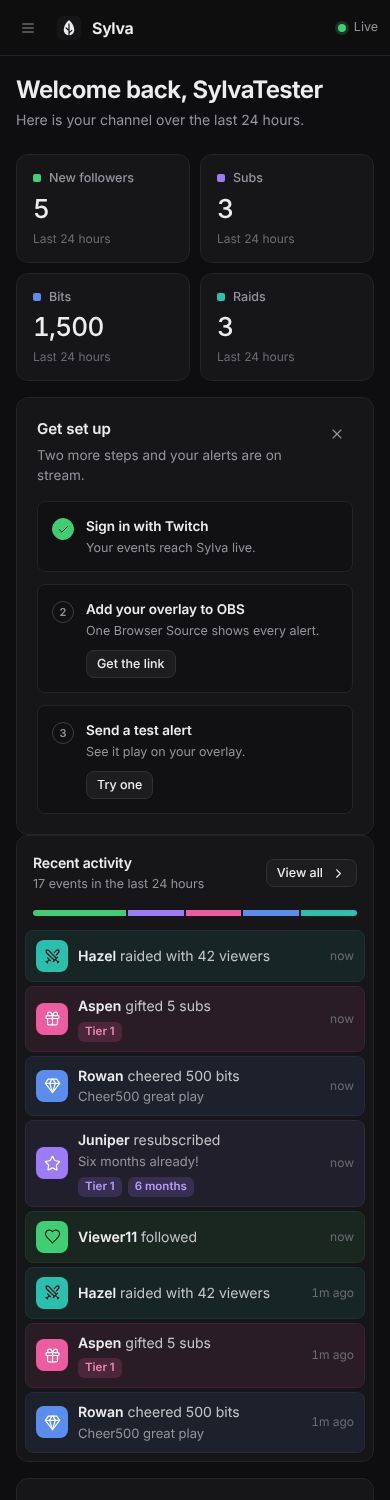 Sylva
Live
Welcome back, SylvaTester
Here is your channel over the last 24 hours.
New followers
5
Last 24 hours
Subs
3
Last 24 hours
Bits
1,500
Last 24 hours
Raids
3
Last 24 hours
Get set up
Two more steps and your alerts are on
stream.
Sign in with Twitch
Your events reach Sylva live.
2
Add your overlay to OBS
One Browser Source shows every alert.
Get the link
3
Send a test alert
See it play on your overlay.
Try one
Recent activity
17 events in the last 24 hours
View all
Hazel raided with 42 viewers
now
Aspen gifted 5 subs
Tier 1
now
Rowan cheered 500 bits
Cheer500 great play
now
Juniper resubscribed
Six months already!
Tier 1 6 months
now
Viewer11 followed
now
Hazel raided with 42 viewers
1m ago
Aspen gifted 5 subs
Tier 1
1m ago
Rowan cheered 500 bits
Cheer500 great play
1m ago